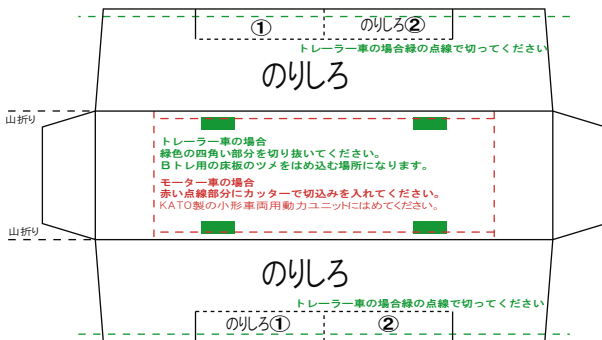 ① のりしろ②
トレーラー車の場合緑の点線で切ってください
のりしろ
山折り
トレーラー車の場合
緑色の四角い部分を切り抜いてください。
Bトレ用の床板のツメをはめ込む場所になります。
モーター車の場合
赤い点線部分にカッターで切込みを入れてください。
KATO製の小形車両用動力ユニットにはめてください。
山折り
のりしろ
トレーラー車の場合緑の点線で切ってください
のりしろ① ②